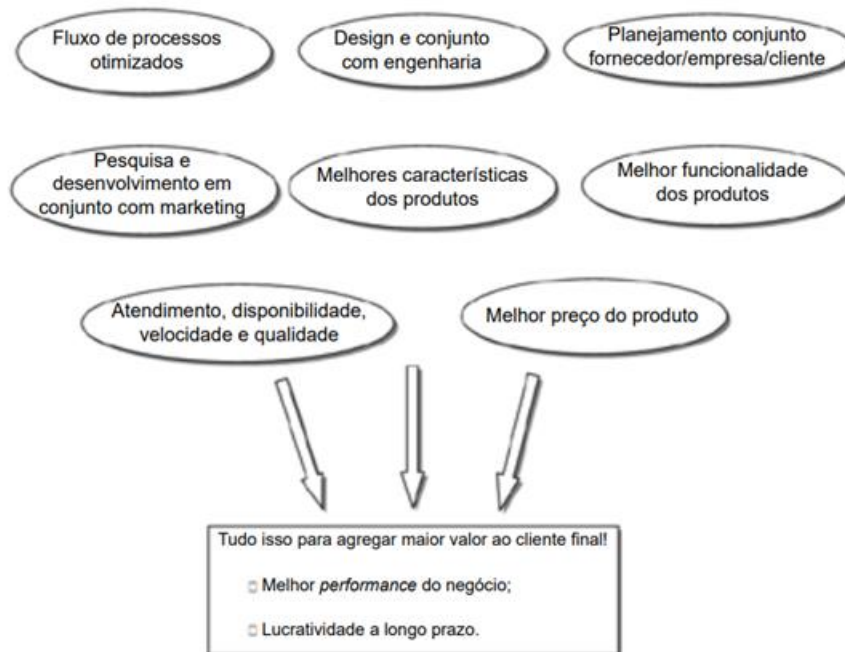 Fluxo de processos
otimizados
Design e conjunto
com engenharia
Planejamento conjunto
fornecedor/empresa/cliente
Pesquisa e
desenvolvimento em
conjunto com marketing
Melhores características
dos produtos
Melhor funcionalidade
dos produtos
Atendimento, disponibilidade,
velocidade e qualidade
Melhor preço do produto
Tudo isso para agregar maior valor ao cliente final!
Melhor performance do negócio;
Lucratividade a longo prazo.